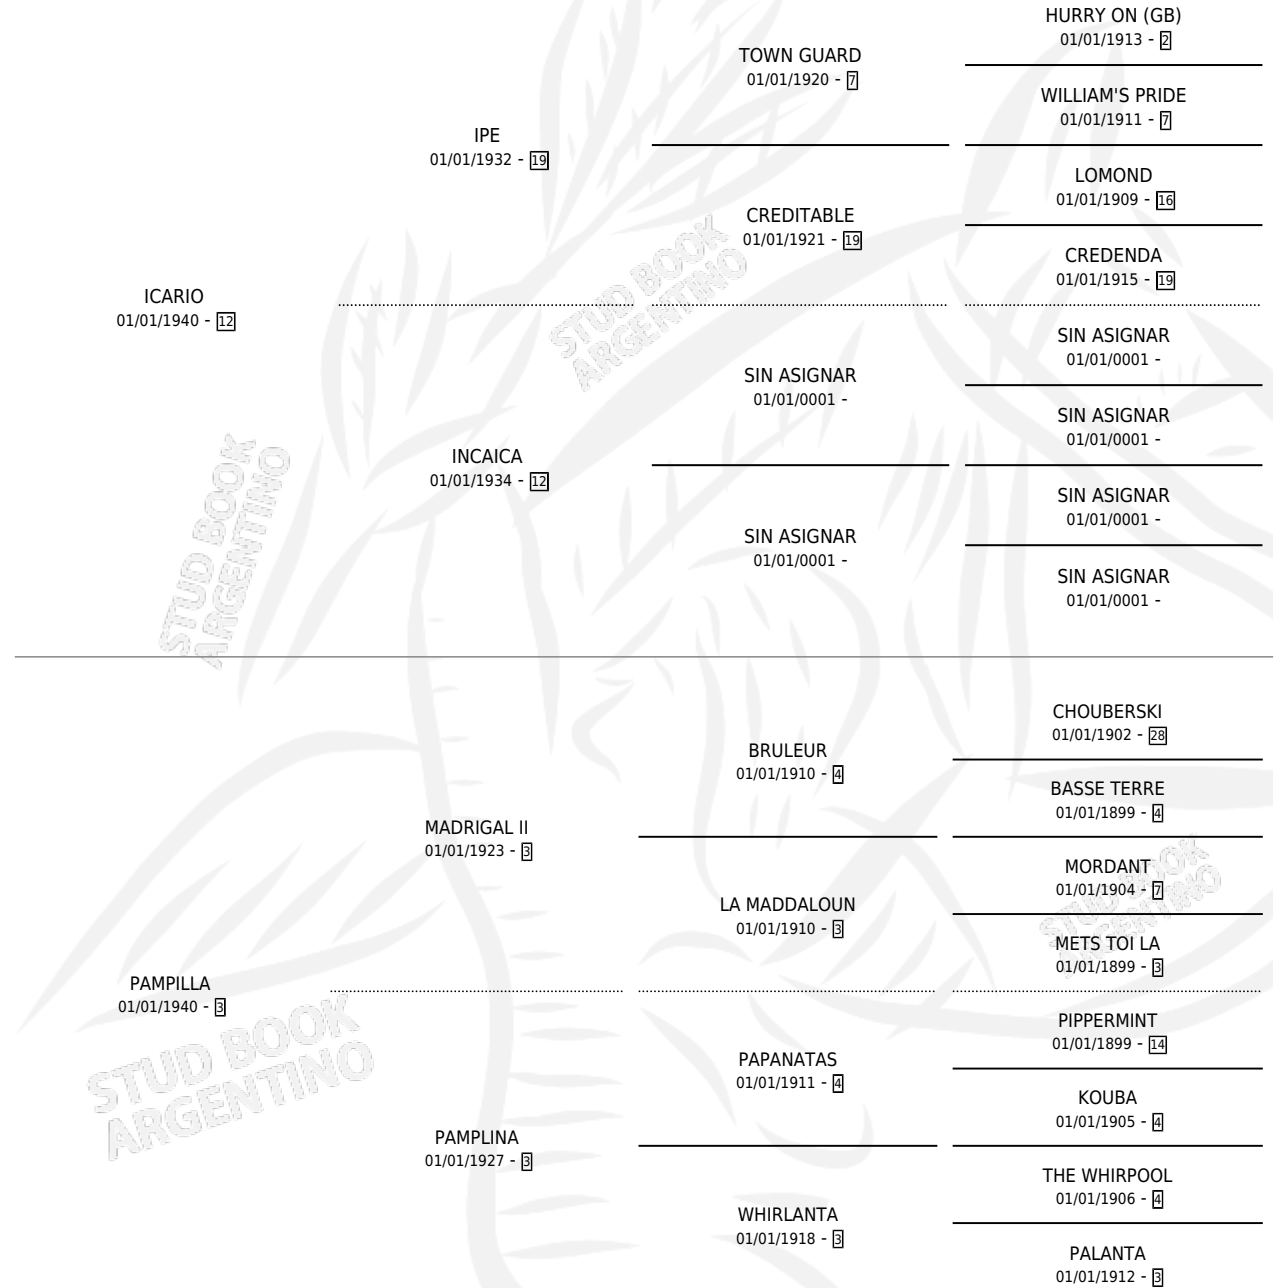 HURRY ON (GB)
01/01/1913 - 2
TOWN GUARD
01/01/1920 - 7
WILLIAM'S PRIDE
01/01/1911 - 7
IPE
01/01/1932 - 19
LOMOND
01/01/1909 - 16
CREDITABLE
01/01/1921 - 19
CREDENDA
01/01/1915 - 19
ICARIO
01/01/1940 - 12
SIN ASIGNAR
01/01/0001 -
SIN ASIGNAR
01/01/0001 -
SIN ASIGNAR
01/01/0001 -
INCAICA
01/01/1934 - 12
SIN ASIGNAR
01/01/0001 -
SIN ASIGNAR
01/01/0001 -
SIN ASIGNAR
01/01/0001 -
STUD BOOK
ARGENTINO
STUD BOOK
ARGENTINO
CHOUBERSKI
01/01/1902 - 28
BRULEUR
01/01/1910 - 4
BASSE TERRE
01/01/1899 - 4
MADRIGAL II
01/01/1923 - 3
MORDANT
01/01/1904 - 7
LA MADDALOUN
01/01/1910 - 3
METS TOI LA
01/01/1899 - 3
STUD BOOK
ARGENTINO
PAMPILLA
01/01/1940 - 3
PIPPERMINT
01/01/1899 - 14
PAPANATAS
01/01/1911 - 4
KOUBA
01/01/1905 - 4
STUD BOOK
ARGENTINO
PAMPLINA
01/01/1927 - 3
THE WHIRPOOL
01/01/1906 - 4
WHIRLANTA
01/01/1918 - 3
PALANTA
01/01/1912 - 3